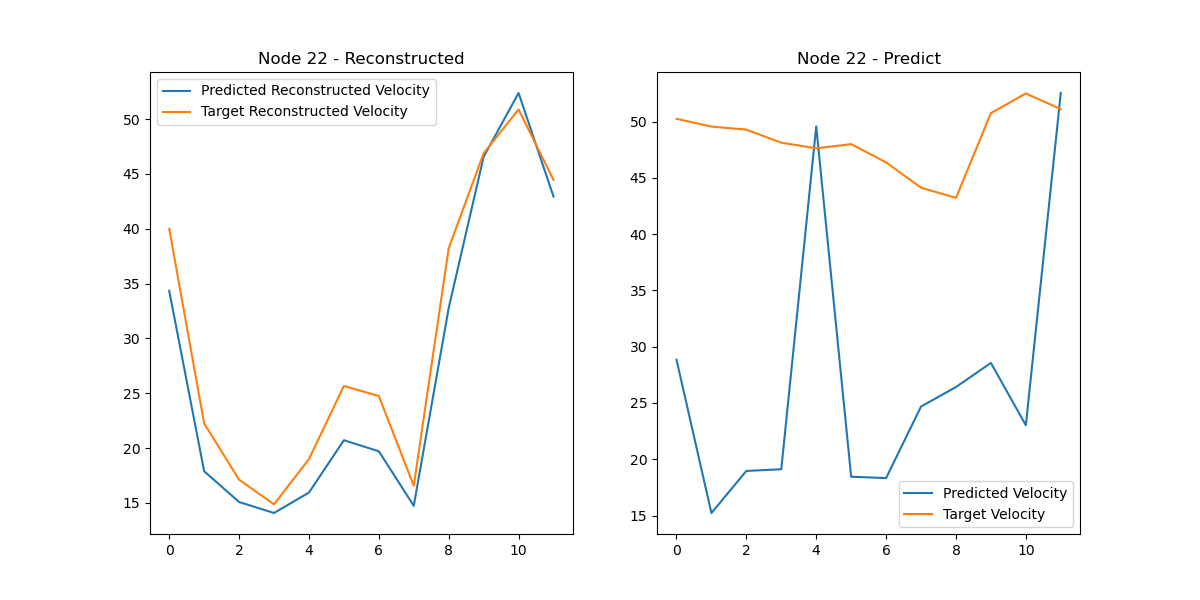 Node 22 - Reconstructed
Predicted Reconstructed Velocity
Target Reconstructed Velocity
50
45
40
35
30
25
20
15
0 2 4 6 8 10
Node 22 - Predict
50
45
40
35
30
25
20
15
Predicted Velocity
Target Velocity
0 2 4 6 8 10